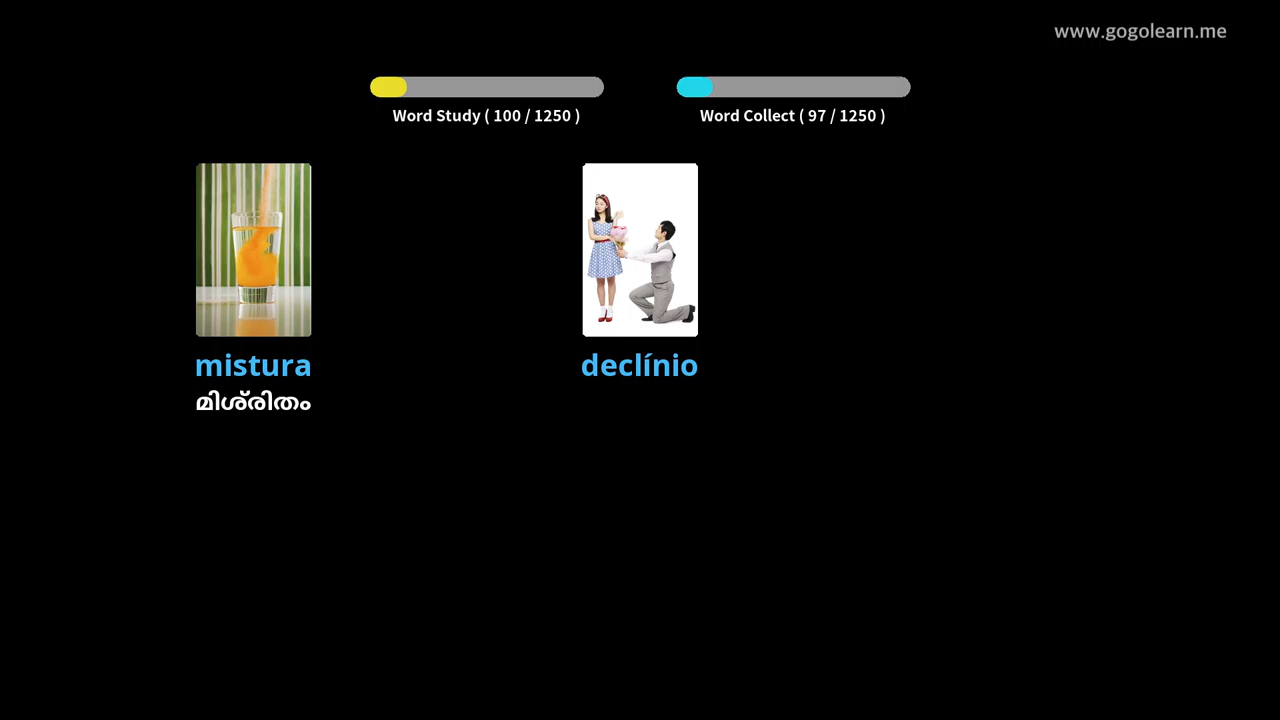 www.gogolearn.me
Word Study ( 100 / 1250 )
Word Collect ( 97 / 1250 )
mistura
മിശ്രിതം
declínio